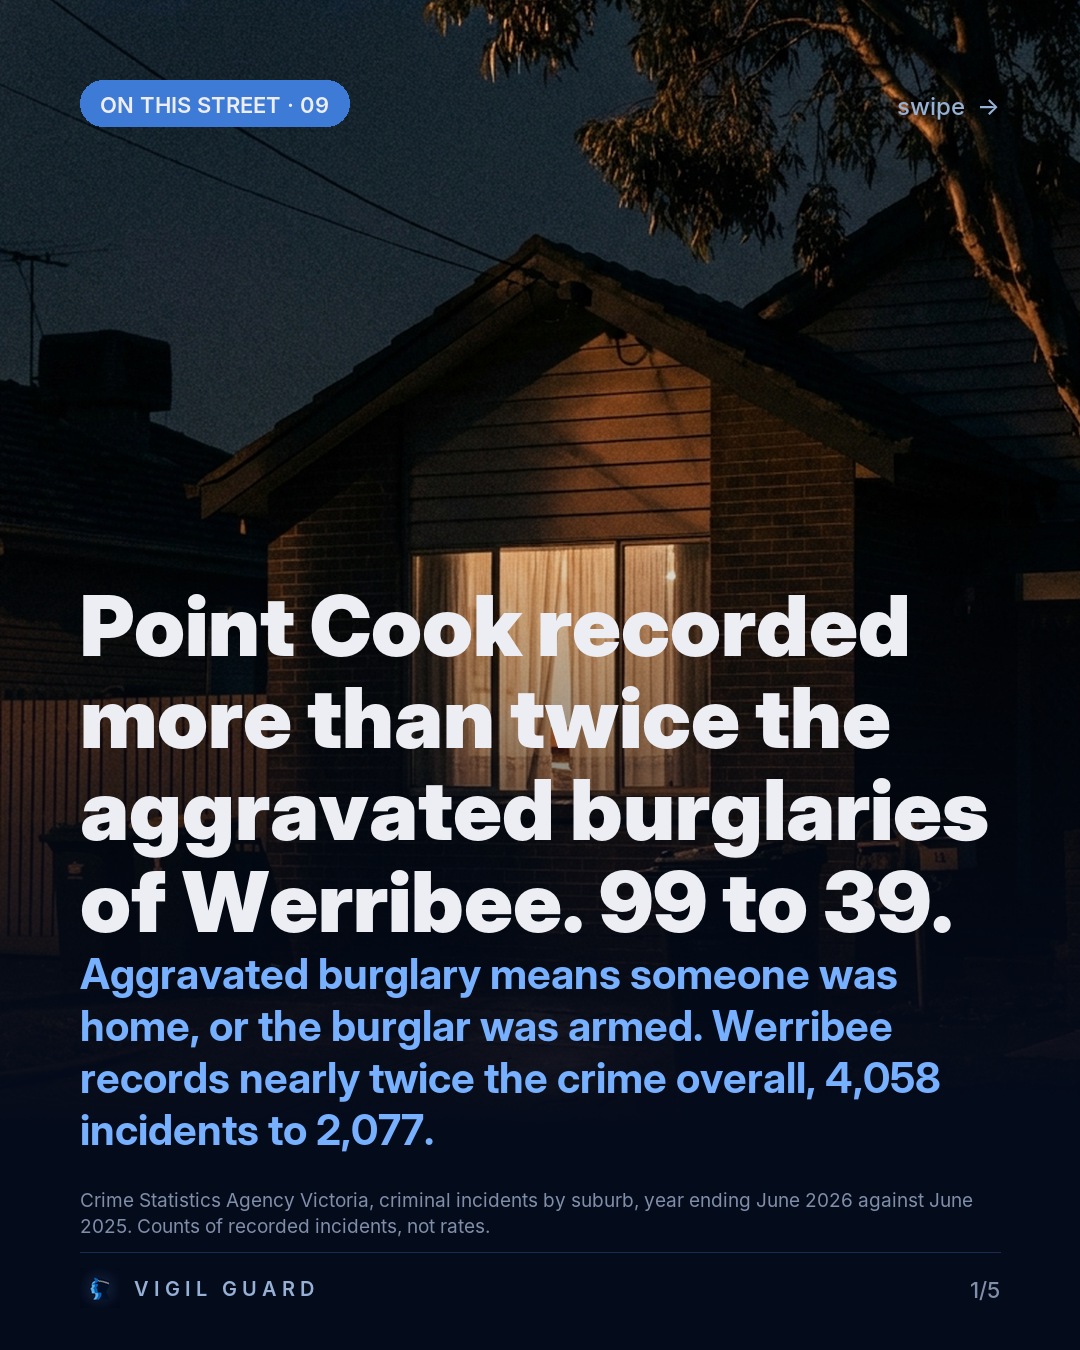 ON THIS STREET · 09
swipe →
Point Cook recorded
more than twice the
aggravated burglaries
of Werribee. 99 to 39.
Aggravated burglary means someone was
home, or the burglar was armed. Werribee
records nearly twice the crime overall, 4,058
incidents to 2,077.
Crime Statistics Agency Victoria, criminal incidents by suburb, year ending June 2026 against June
2025. Counts of recorded incidents, not rates.
VIGIL GUARD
1/5